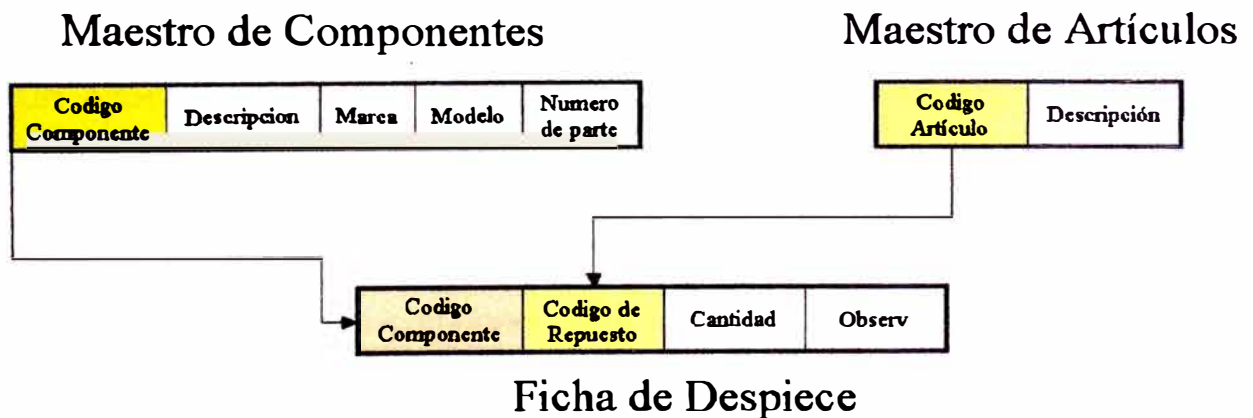 Maestro de Componentes
Maestro de Artículos
Codigo
Componente
Descripcion
Marca
Modelo
Numero
de parte
Codigo
Artículo
Descripción
Codigo
Componente
Codigo de
Repuesto
Cantidad
Observ
Ficha de Despiece